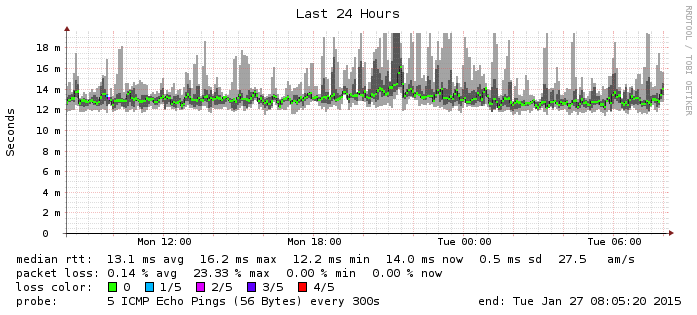 Last 24 Hours
RRDTOOL / TOBI OETIKER
Seconds
18 m
16 m
14 m
12 m
10 m
8 m
6 m
4 m
2 m
0
Mon 12:00 Mon 18:00 Tue 00:00 Tue 06:00
median rtt: 13.1 ms avg 16.2 ms max 12.2 ms min 14.0 ms now 0.5 ms sd 27.5 am/s
packet loss: 0.14 % avg 23.33 % max 0.00 % min 0.00 % now
loss color: 0 1/5 2/5 3/5 4/5
probe: 5 ICMP Echo Pings (56 Bytes) every 300s end: Tue Jan 27 08:05:20 2015